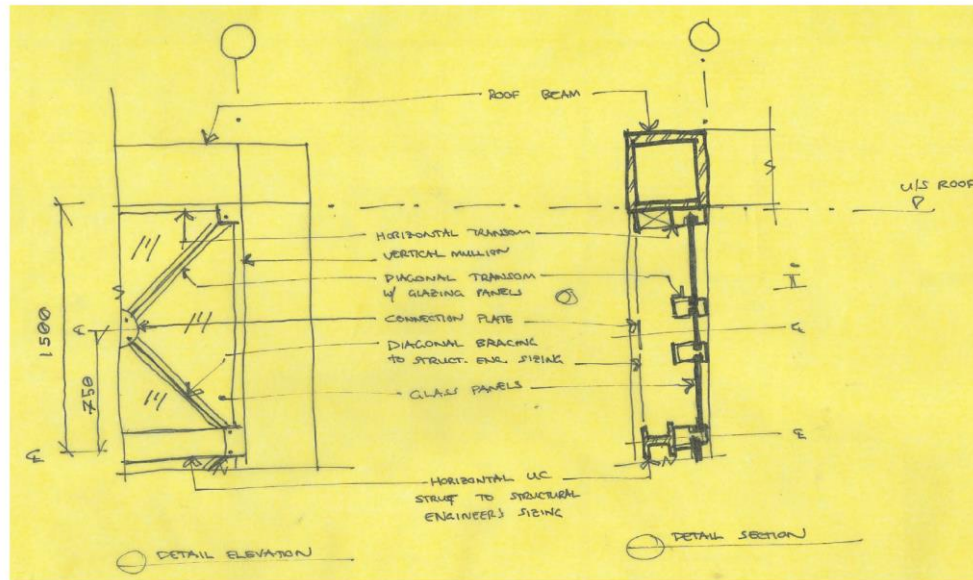 ROOF BEAM
U/S ROOF
HORIZONTAL TRANSOM
VERTICAL MULLION
DIAGONAL TRANSOM
W/ GLAZING PANELS
CONNECTION PLATE
DIAGONAL BRACING
TO STRUCT. ENG. SIZING
GLASS PANELS
1500
750
HORIZONTAL UC
STRUT TO STRUCTURAL
ENGINEER'S SIZING
DETAIL ELEVATION
DETAIL SECTION